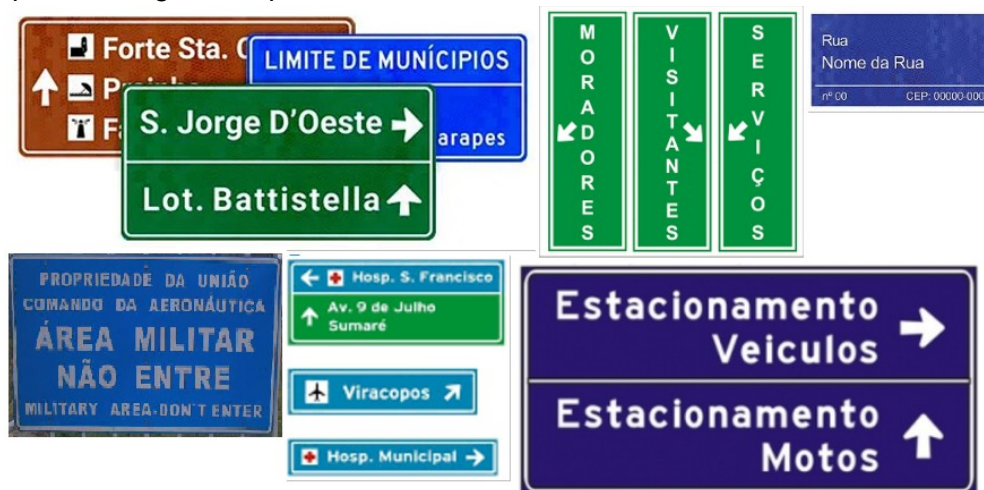 Forte Sta.
LIMITE DE MUNÍCIPIOS
arapes
S. Jorge D'Oeste
Lot. Battistella
MORADORES
VISITANTES
SERVIÇOS
Rua
Nome da Rua
nº 00 CEP: 00000-000
PROPRIEDADE DA UNIÃO
COMANDO DA AERONÁUTICA
ÁREA MILITAR
NÃO ENTRE
MILITARY AREA-DON'T ENTER
Hosp. S. Francisco
Av. 9 de Julho
Sumaré
Viracopos
Hosp. Municipal
Estacionamento
Veiculos
Estacionamento
Motos